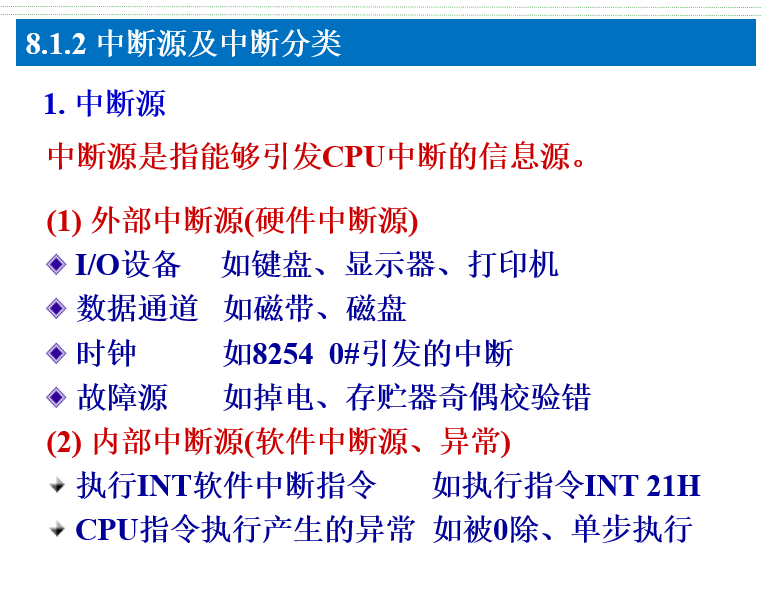 8.1.2 中断源及中断分类
1. 中断源
中断源是指能够引发CPU中断的信息源。
(1) 外部中断源(硬件中断源)
I/O设备 如键盘、显示器、打印机
数据通道 如磁带、磁盘
时钟 如8254 0#引发的中断
故障源 如掉电、存贮器奇偶校验错
(2) 内部中断源(软件中断源、异常)
执行INT软件中断指令 如执行指令INT 21H
CPU指令执行产生的异常 如被0除、单步执行